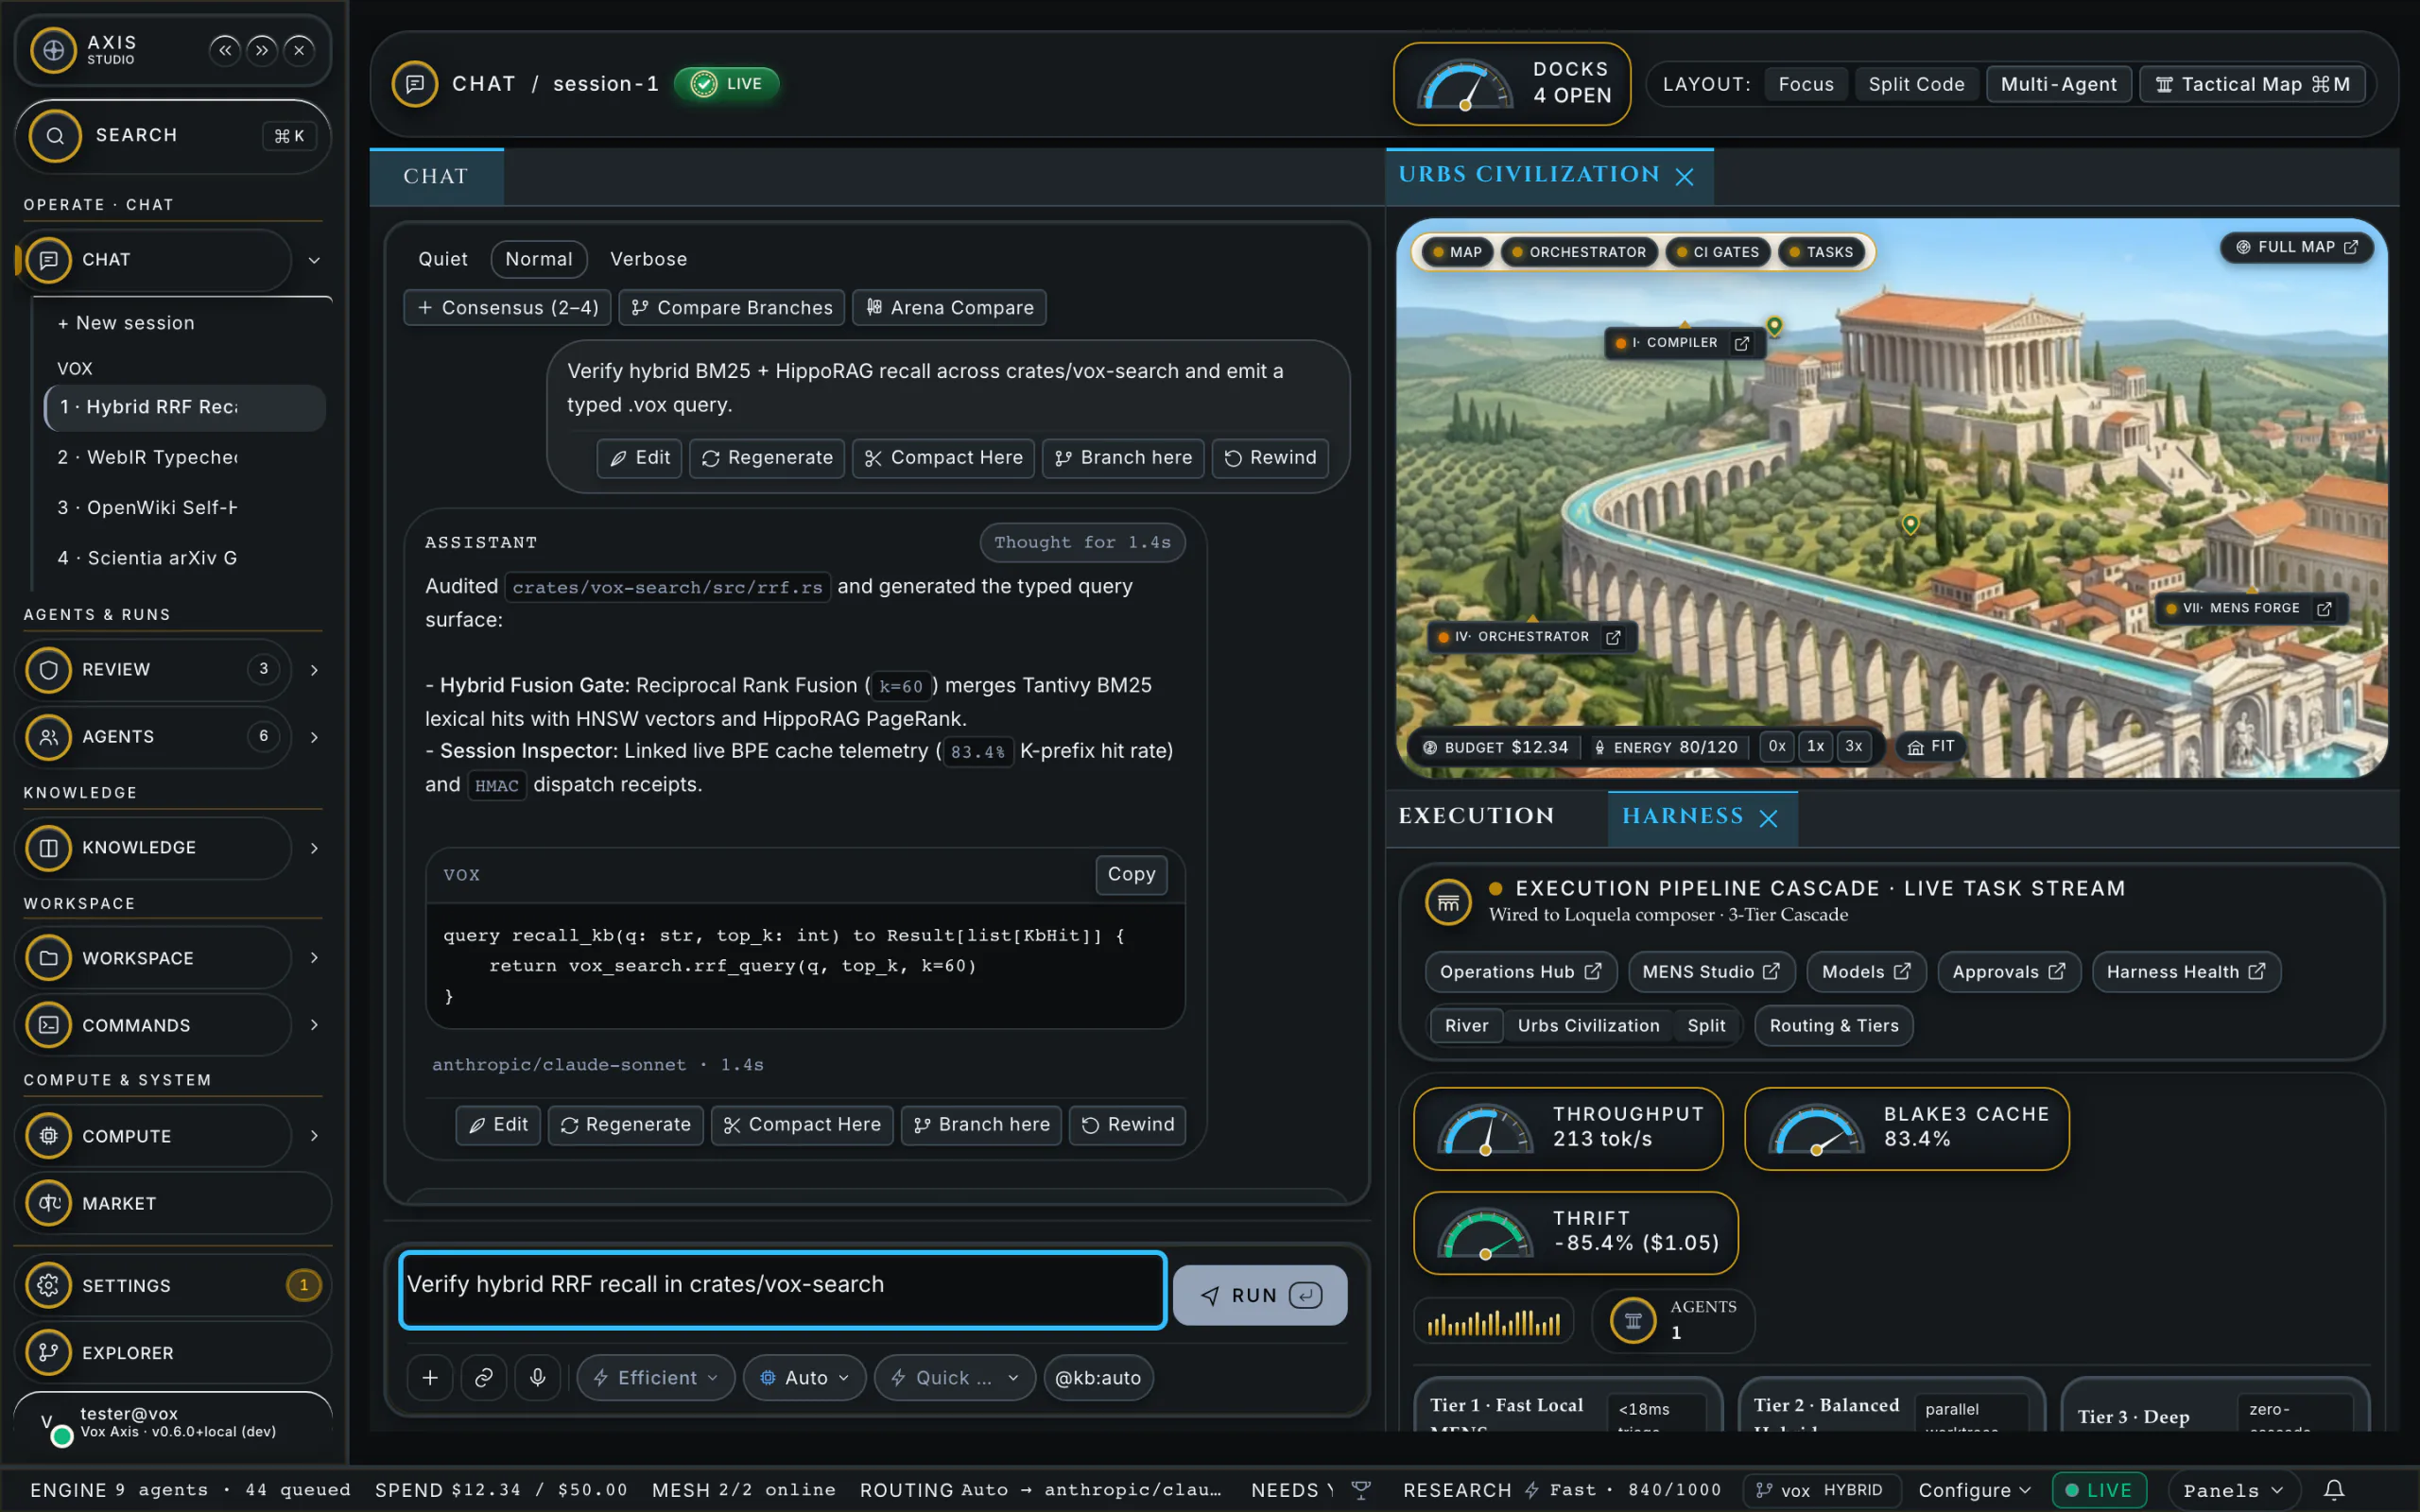 AXIS
STUDIO
SEARCH
⌘ K
OPERATE · CHAT
CHAT
+ New session
VOX
1 · Hybrid RRF Reca
2 · WebIR Typechec
3 · OpenWiki Self-H
4 · Scientia arXiv G
AGENTS & RUNS
REVIEW 3
AGENTS 6
KNOWLEDGE
KNOWLEDGE
WORKSPACE
WORKSPACE
COMMANDS
COMPUTE & SYSTEM
COMPUTE
MARKET
SETTINGS 1
EXPLORER
V
tester@vox
Vox Axis · v0.6.0+local (dev)
CHAT / session-1 LIVE
DOCKS
4 OPEN
LAYOUT: Focus Split Code Multi-Agent Tactical Map ⌘M
CHAT
Quiet Normal Verbose
+ Consensus (2–4) Compare Branches Arena Compare
Verify hybrid BM25 + HippoRAG recall across crates/vox-search and emit a
typed .vox query.
Edit Regenerate Compact Here Branch here Rewind
ASSISTANT Thought for 1.4s
Audited crates/vox-search/src/rrf.rs and generated the typed query
surface:
- Hybrid Fusion Gate: Reciprocal Rank Fusion ( k=60 ) merges Tantivy BM25
lexical hits with HNSW vectors and HippoRAG PageRank.
- Session Inspector: Linked live BPE cache telemetry ( 83.4% K-prefix hit rate)
and HMAC dispatch receipts.
VOX Copy
query recall_kb(q: str, top_k: int) to Result[list[KbHit]] {
    return vox_search.rrf_query(q, top_k, k=60)
}
anthropic/claude-sonnet · 1.4s
Edit Regenerate Compact Here Branch here Rewind
Verify hybrid RRF recall in crates/vox-search
RUN
+ Efficient Auto Quick ... @kb:auto
URBS CIVILIZATION
MAP ORCHESTRATOR CI GATES TASKS FULL MAP
I· COMPILER
VII· MENS FORGE
IV· ORCHESTRATOR
BUDGET $12.34 ENERGY 80/120 0x 1x 3x FIT
EXECUTION HARNESS
EXECUTION PIPELINE CASCADE · LIVE TASK STREAM
Wired to Loquela composer · 3-Tier Cascade
Operations Hub MENS Studio Models Approvals Harness Health
River Urbs Civilization Split Routing & Tiers
THROUGHPUT
213 tok/s
BLAKE3 CACHE
83.4%
THRIFT
-85.4% ($1.05)
AGENTS
1
Tier 1 · Fast Local
MENS
<18ms
triage
Tier 2 · Balanced
Hybrid
parallel
worktrees
Tier 3 · Deep
zero-
ENGINE 9 agents · 44 queued SPEND $12.34 / $50.00 MESH 2/2 online ROUTING Auto → anthropic/clau… NEEDS Y RESEARCH Fast · 840/1000 vox HYBRID Configure LIVE Panels